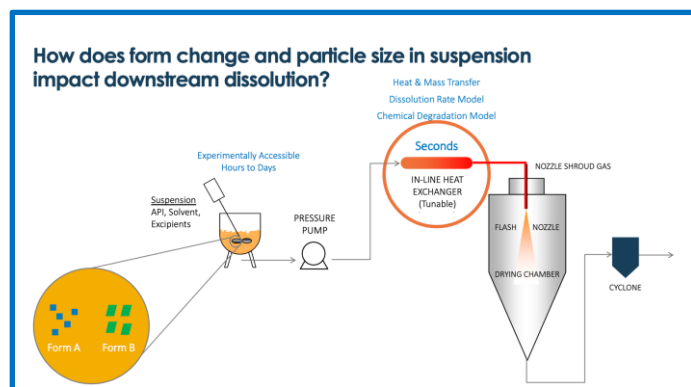 How does form change and particle size in suspension
impact downstream dissolution?
Heat & Mass Transfer
Dissolution Rate Model
Chemical Degradation Model
Experimentally Accessible
Hours to Days
Suspension
API, Solvent,
Excipients
PRESSURE
PUMP
Seconds
IN-LINE HEAT
EXCHANGER
(Tunable)
NOZZLE SHROUD GAS
FLASH NOZZLE
DRYING CHAMBER
CYCLONE
Form A Form B